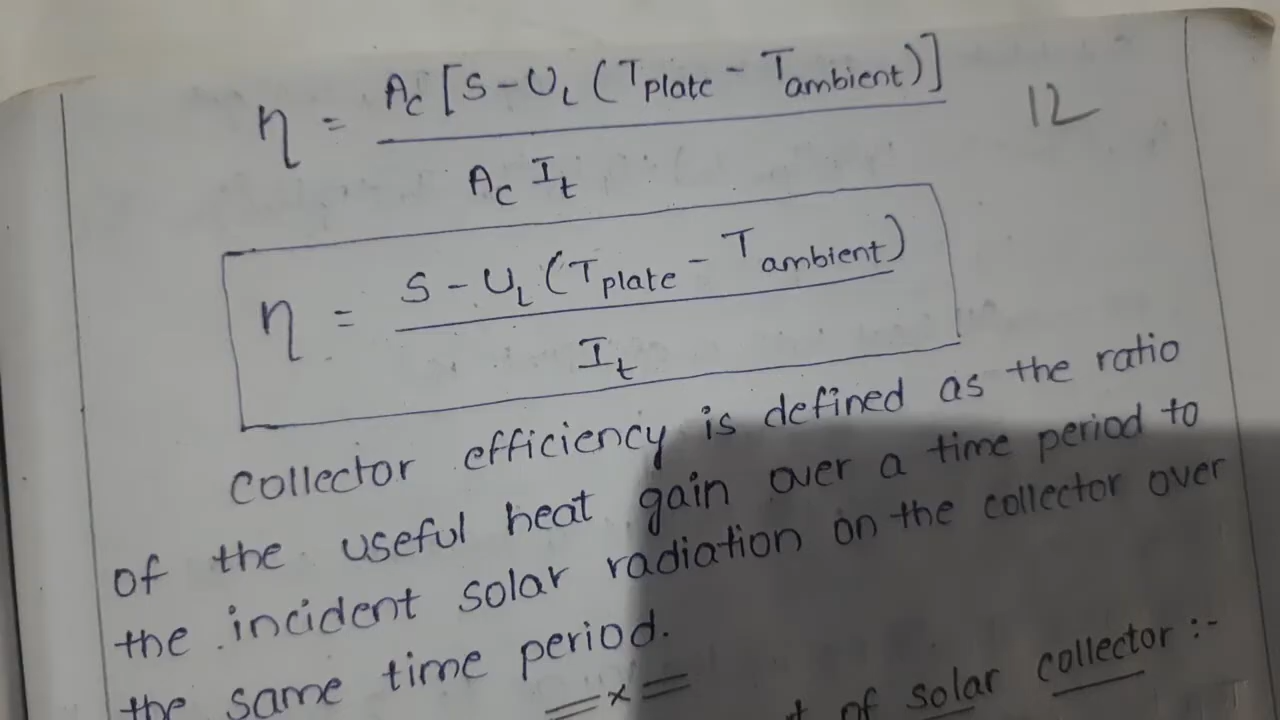 η = A_C [S - U_L (T_plate - T_ambient)] / A_C I_t
12
η = S - U_L (T_plate - T_ambient) / I_t
Collector efficiency is defined as the ratio
of the useful heat gain over a time period to
the incident solar radiation on the collector over
the same time period.
=x=
of solar collector :-